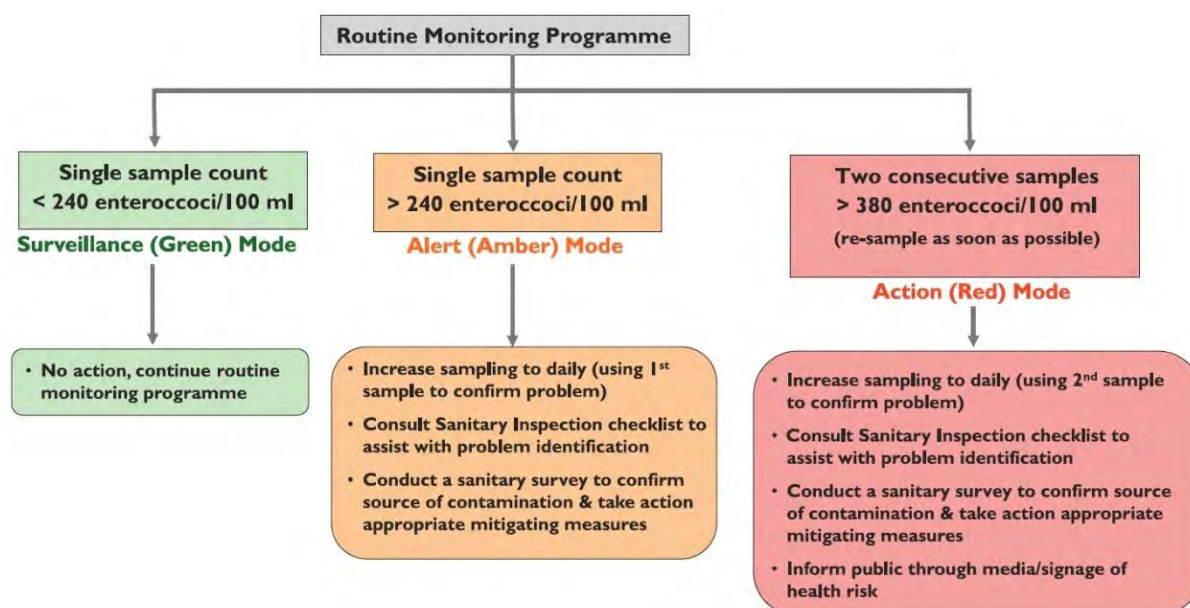 Routine Monitoring Programme
Single sample count
< 240 enteroccoci/100 ml
Surveillance (Green) Mode
• No action, continue routine
monitoring programme
Single sample count
> 240 enteroccoci/100 ml
Alert (Amber) Mode
• Increase sampling to daily (using 1st
sample to confirm problem)
• Consult Sanitary Inspection checklist to
assist with problem identification
• Conduct a sanitary survey to confirm
source of contamination & take action
appropriate mitigating measures
Two consecutive samples
> 380 enteroccoci/100 ml
(re-sample as soon as possible)
Action (Red) Mode
• Increase sampling to daily (using 2nd sample
to confirm problem)
• Consult Sanitary Inspection checklist to
assist with problem identification
• Conduct a sanitary survey to confirm source
of contamination & take action appropriate
mitigating measures
• Inform public through media/signage of
health risk